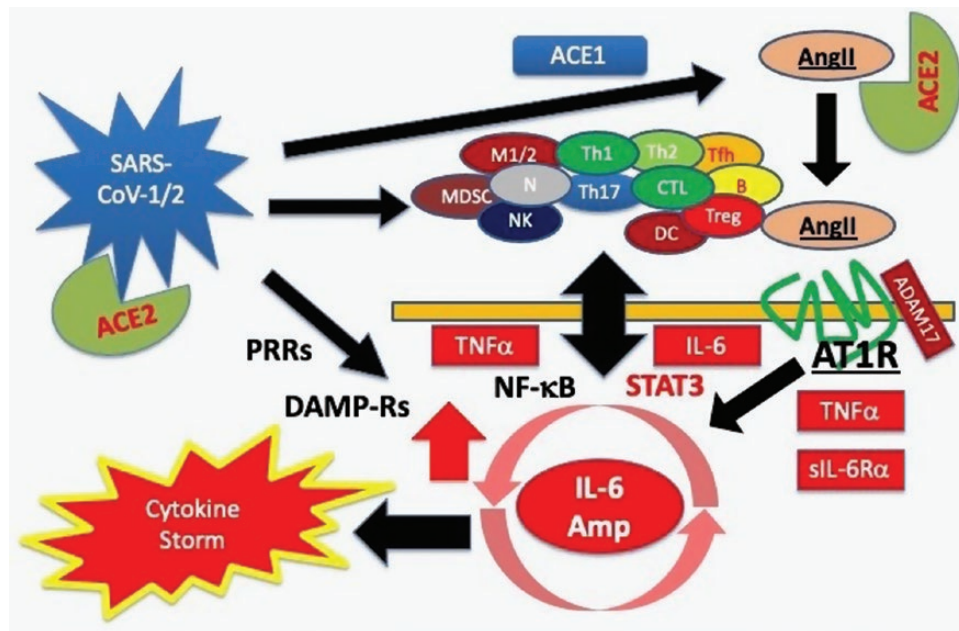 ACE1
AngII
ACE2
SARS-
CoV-1/2
ACE2
M1/2
Th1
Th2
Tfh
MDSC
N
Th17
CTL
B
NK
DC
Treg
AngII
ADAM17
PRRs
DAMP-Rs
TNFα
NF-κB
IL-6
STAT3
AT1R
TNFα
sIL-6Rα
IL-6
Amp
Cytokine
Storm